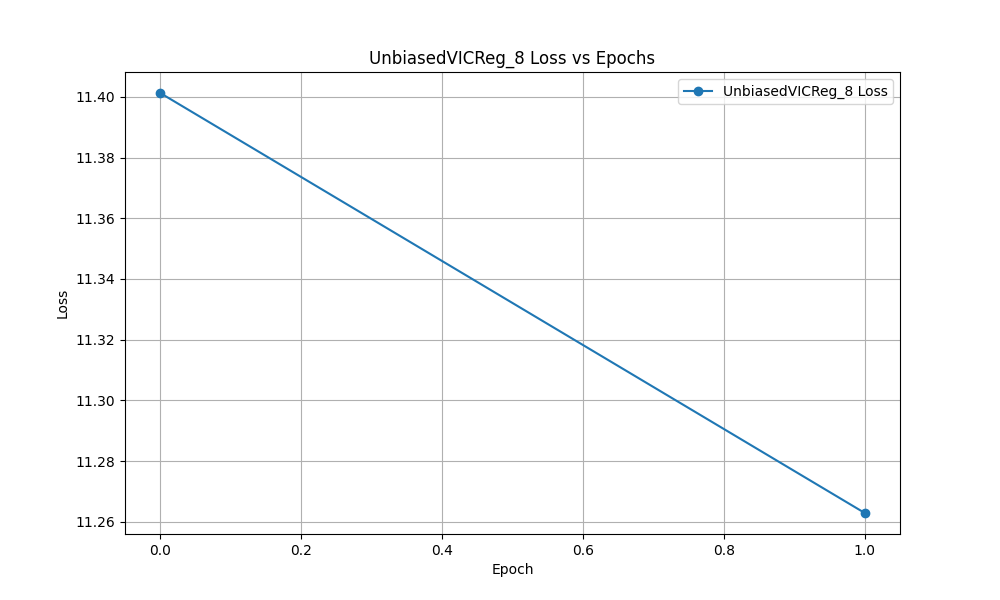 UnbiasedVICReg_8 Loss vs Epochs
UnbiasedVICReg_8 Loss
11.40
11.38
11.36
11.34
11.32
11.30
11.28
11.26
Loss
0.0 0.2 0.4 0.6 0.8 1.0
Epoch